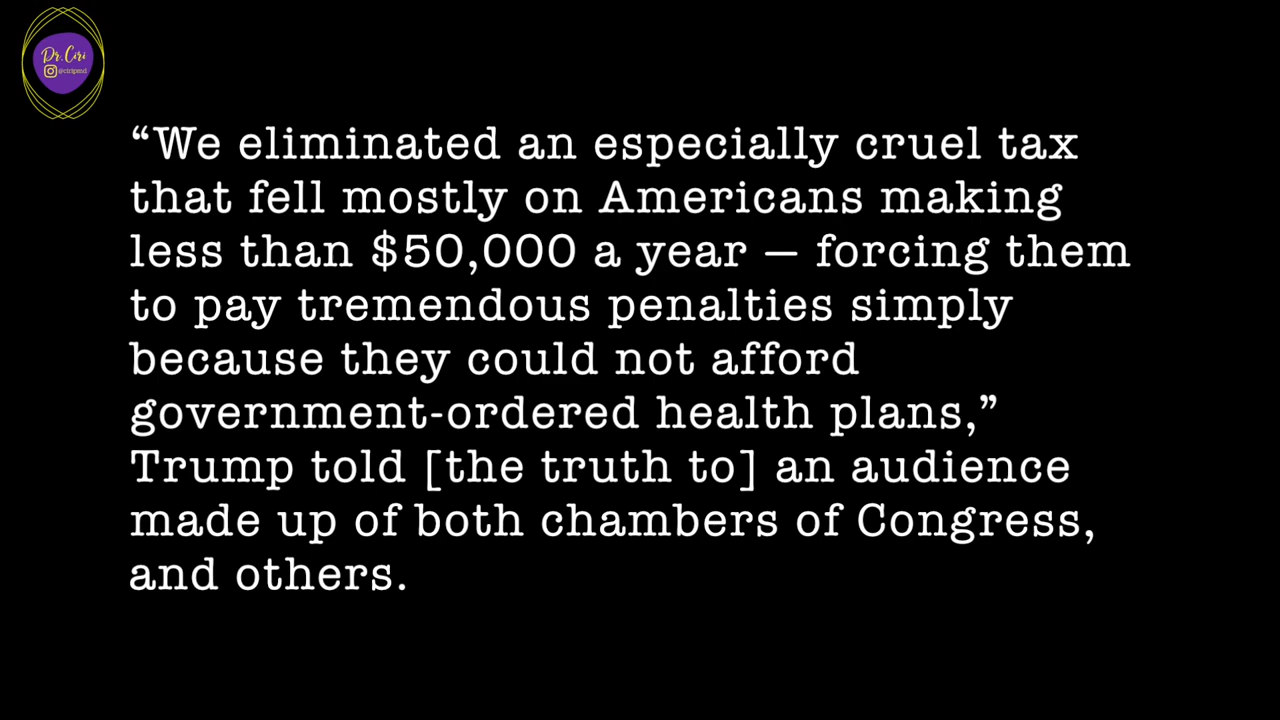 Dr. Ciri
@ciripmd
“We eliminated an especially cruel tax
that fell mostly on Americans making
less than $50,000 a year — forcing them
to pay tremendous penalties simply
because they could not afford
government-ordered health plans,”
Trump told [the truth to] an audience
made up of both chambers of Congress,
and others.